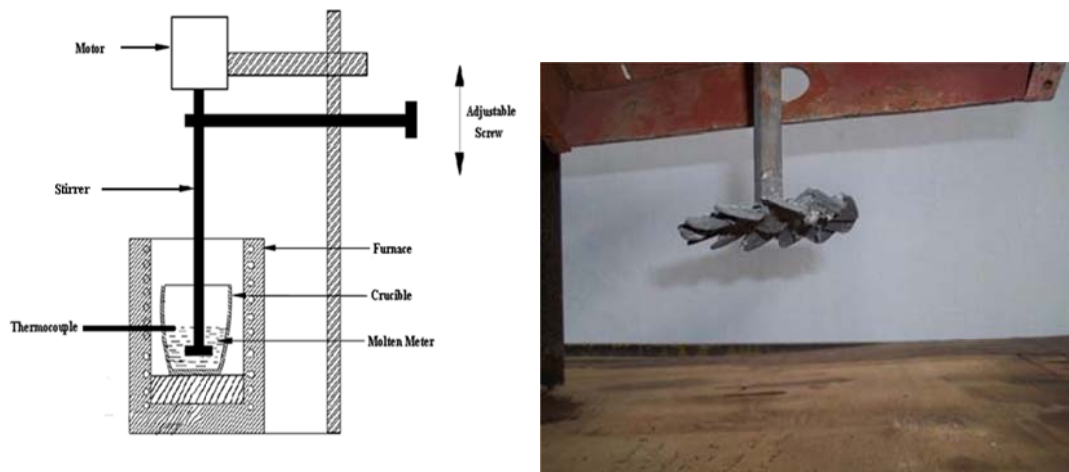 Motor
Adjustable
Screw
Stirrer
Furnace
Crucible
Thermocouple
Molten Meter